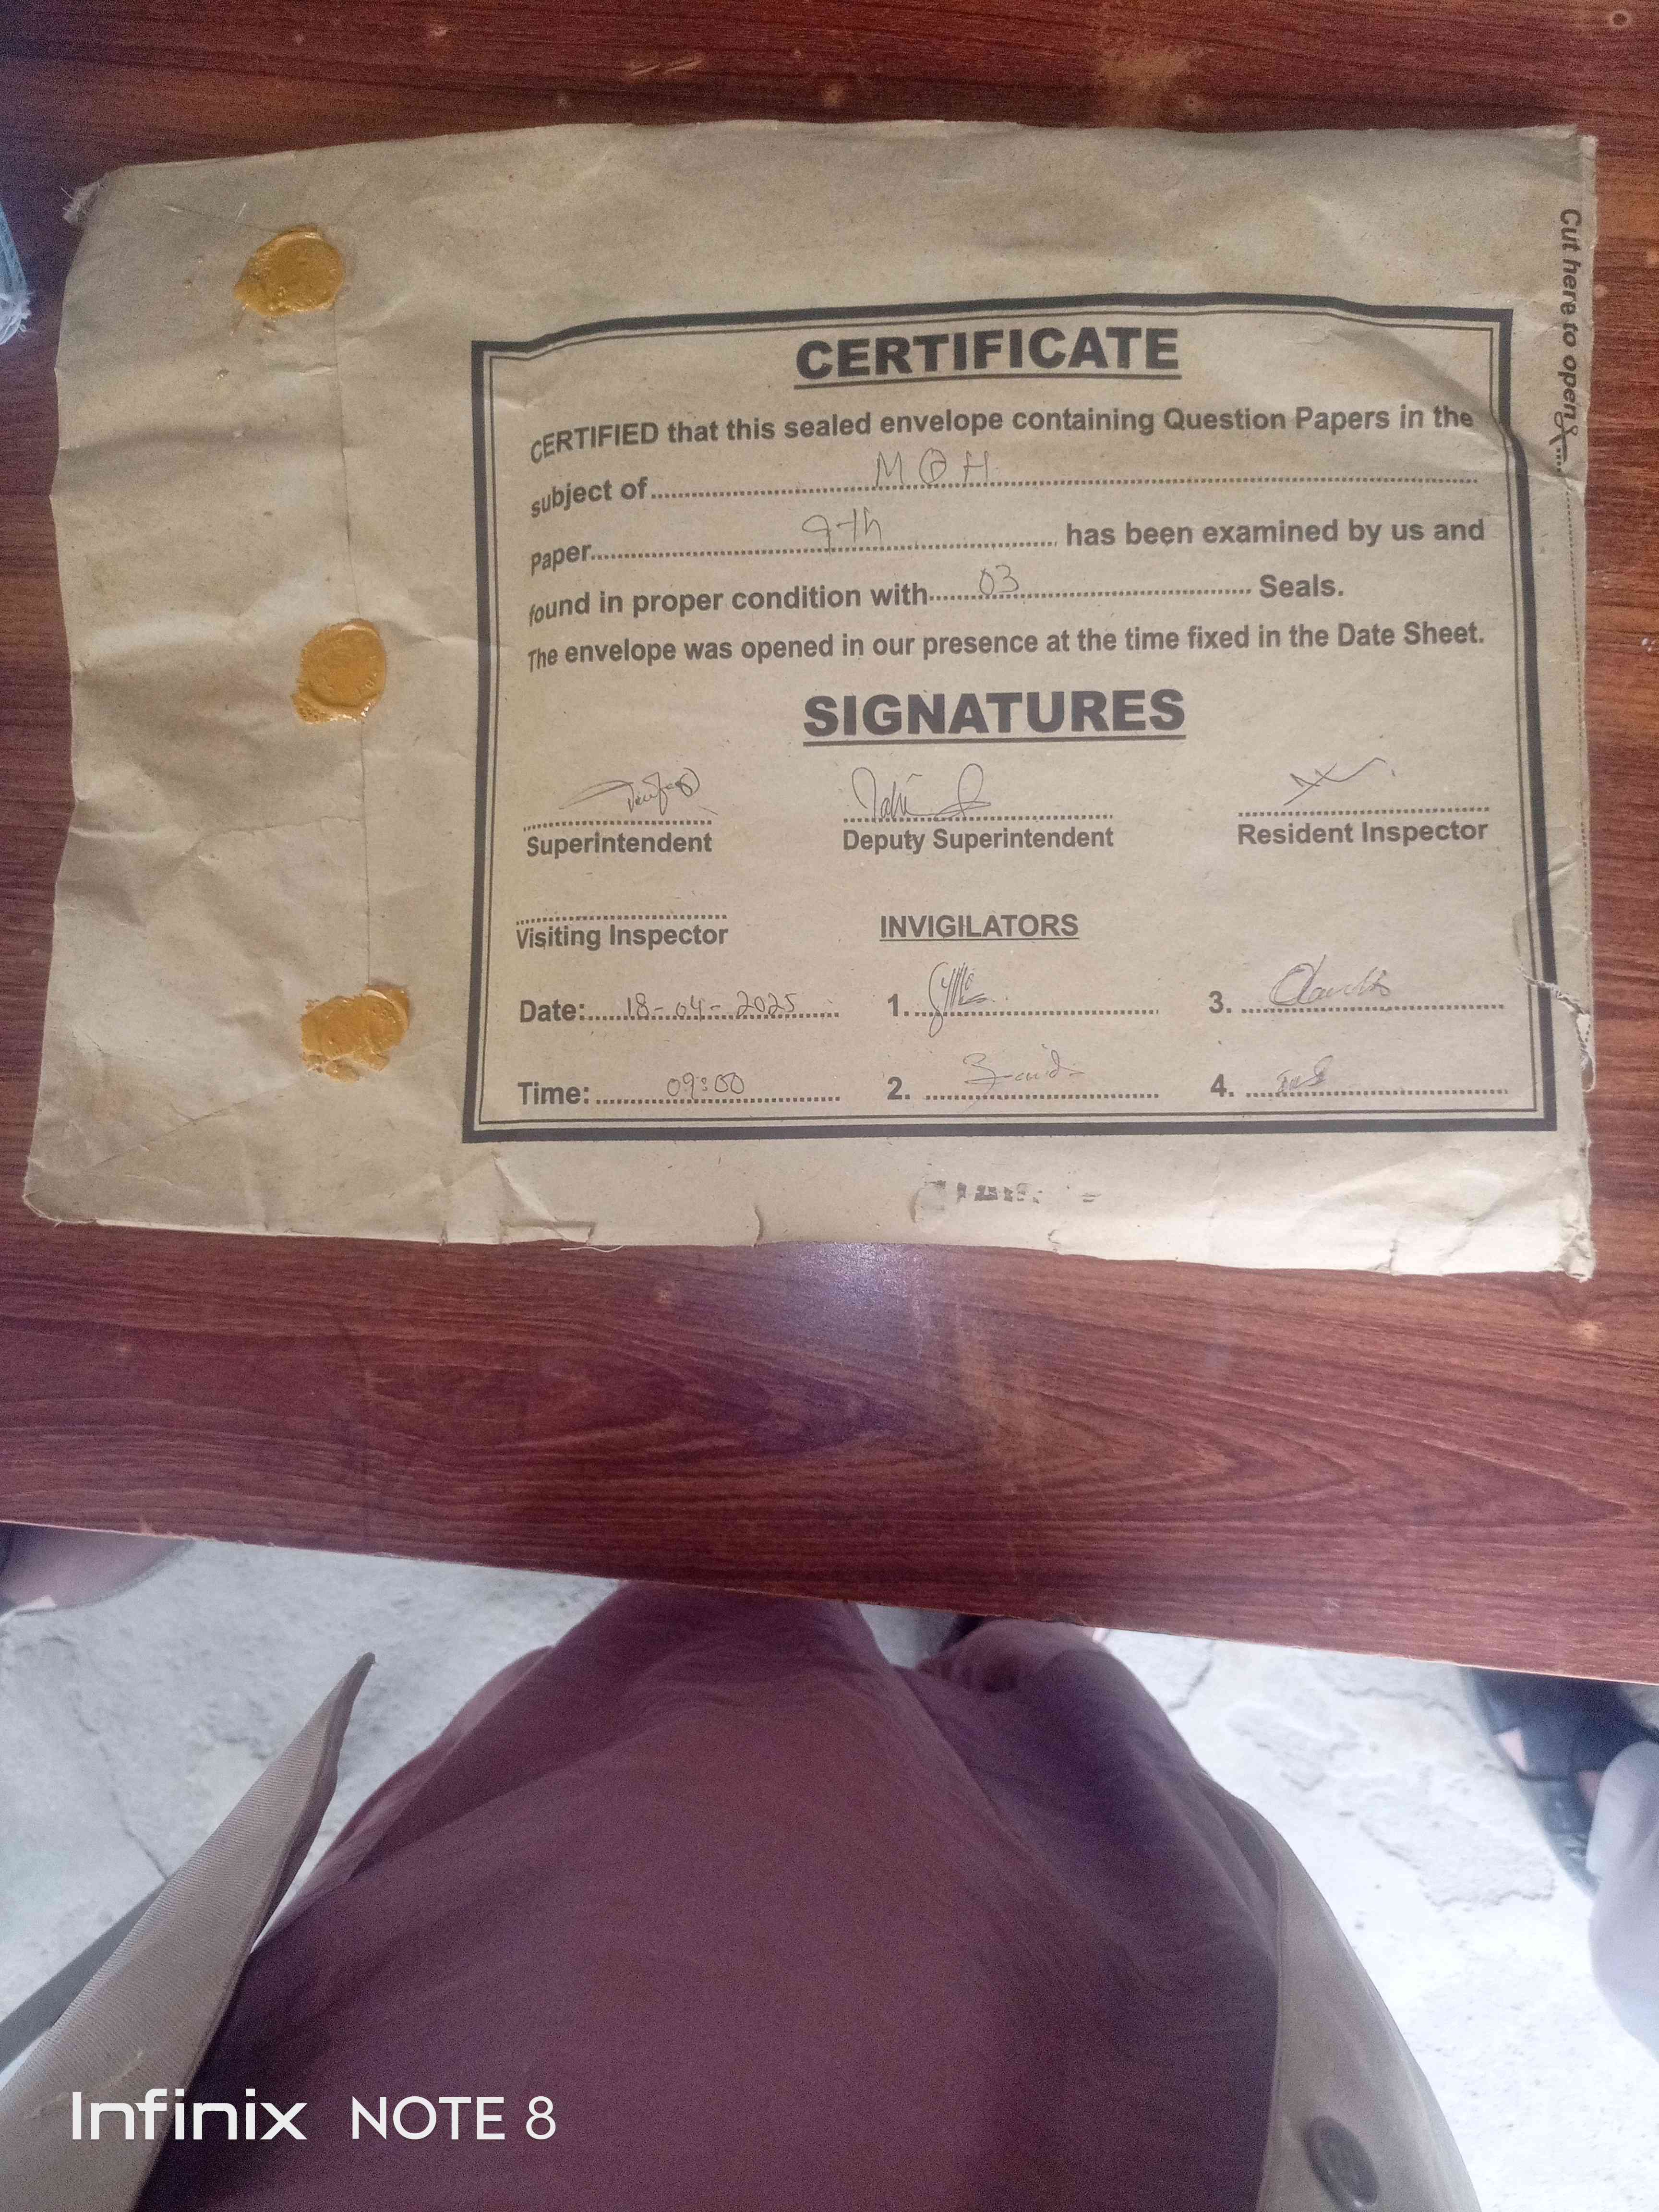 Cut here to open
CERTIFICATE
CERTIFIED that this sealed envelope containing Question Papers in the
subject of M Q H
Paper 9th has been examined by us and
found in proper condition with 03 Seals.
The envelope was opened in our presence at the time fixed in the Date Sheet.
SIGNATURES
Superintendent Deputy Superintendent Resident Inspector
Visiting Inspector INVIGILATORS
Date: 18-04-2025 1. 3.
Time: 09:00 2. 4.
Infinix NOTE 8